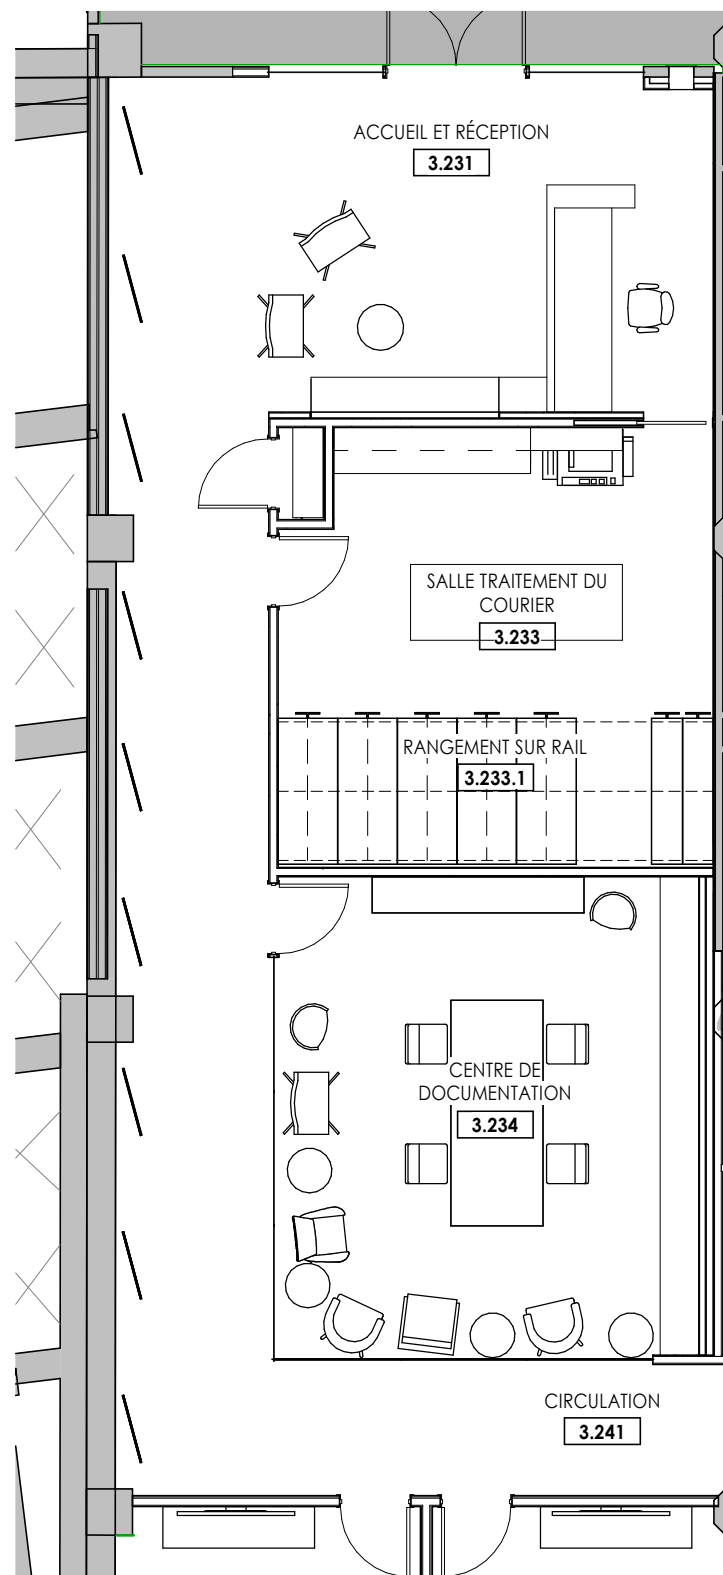 ACCUEIL ET RÉCEPTION
3.231
SALLE TRAITEMENT DU
COURIER
3.233
RANGEMENT SUR RAIL
3.233.1
CENTRE DE
DOCUMENTATION
3.234
CIRCULATION
3.241